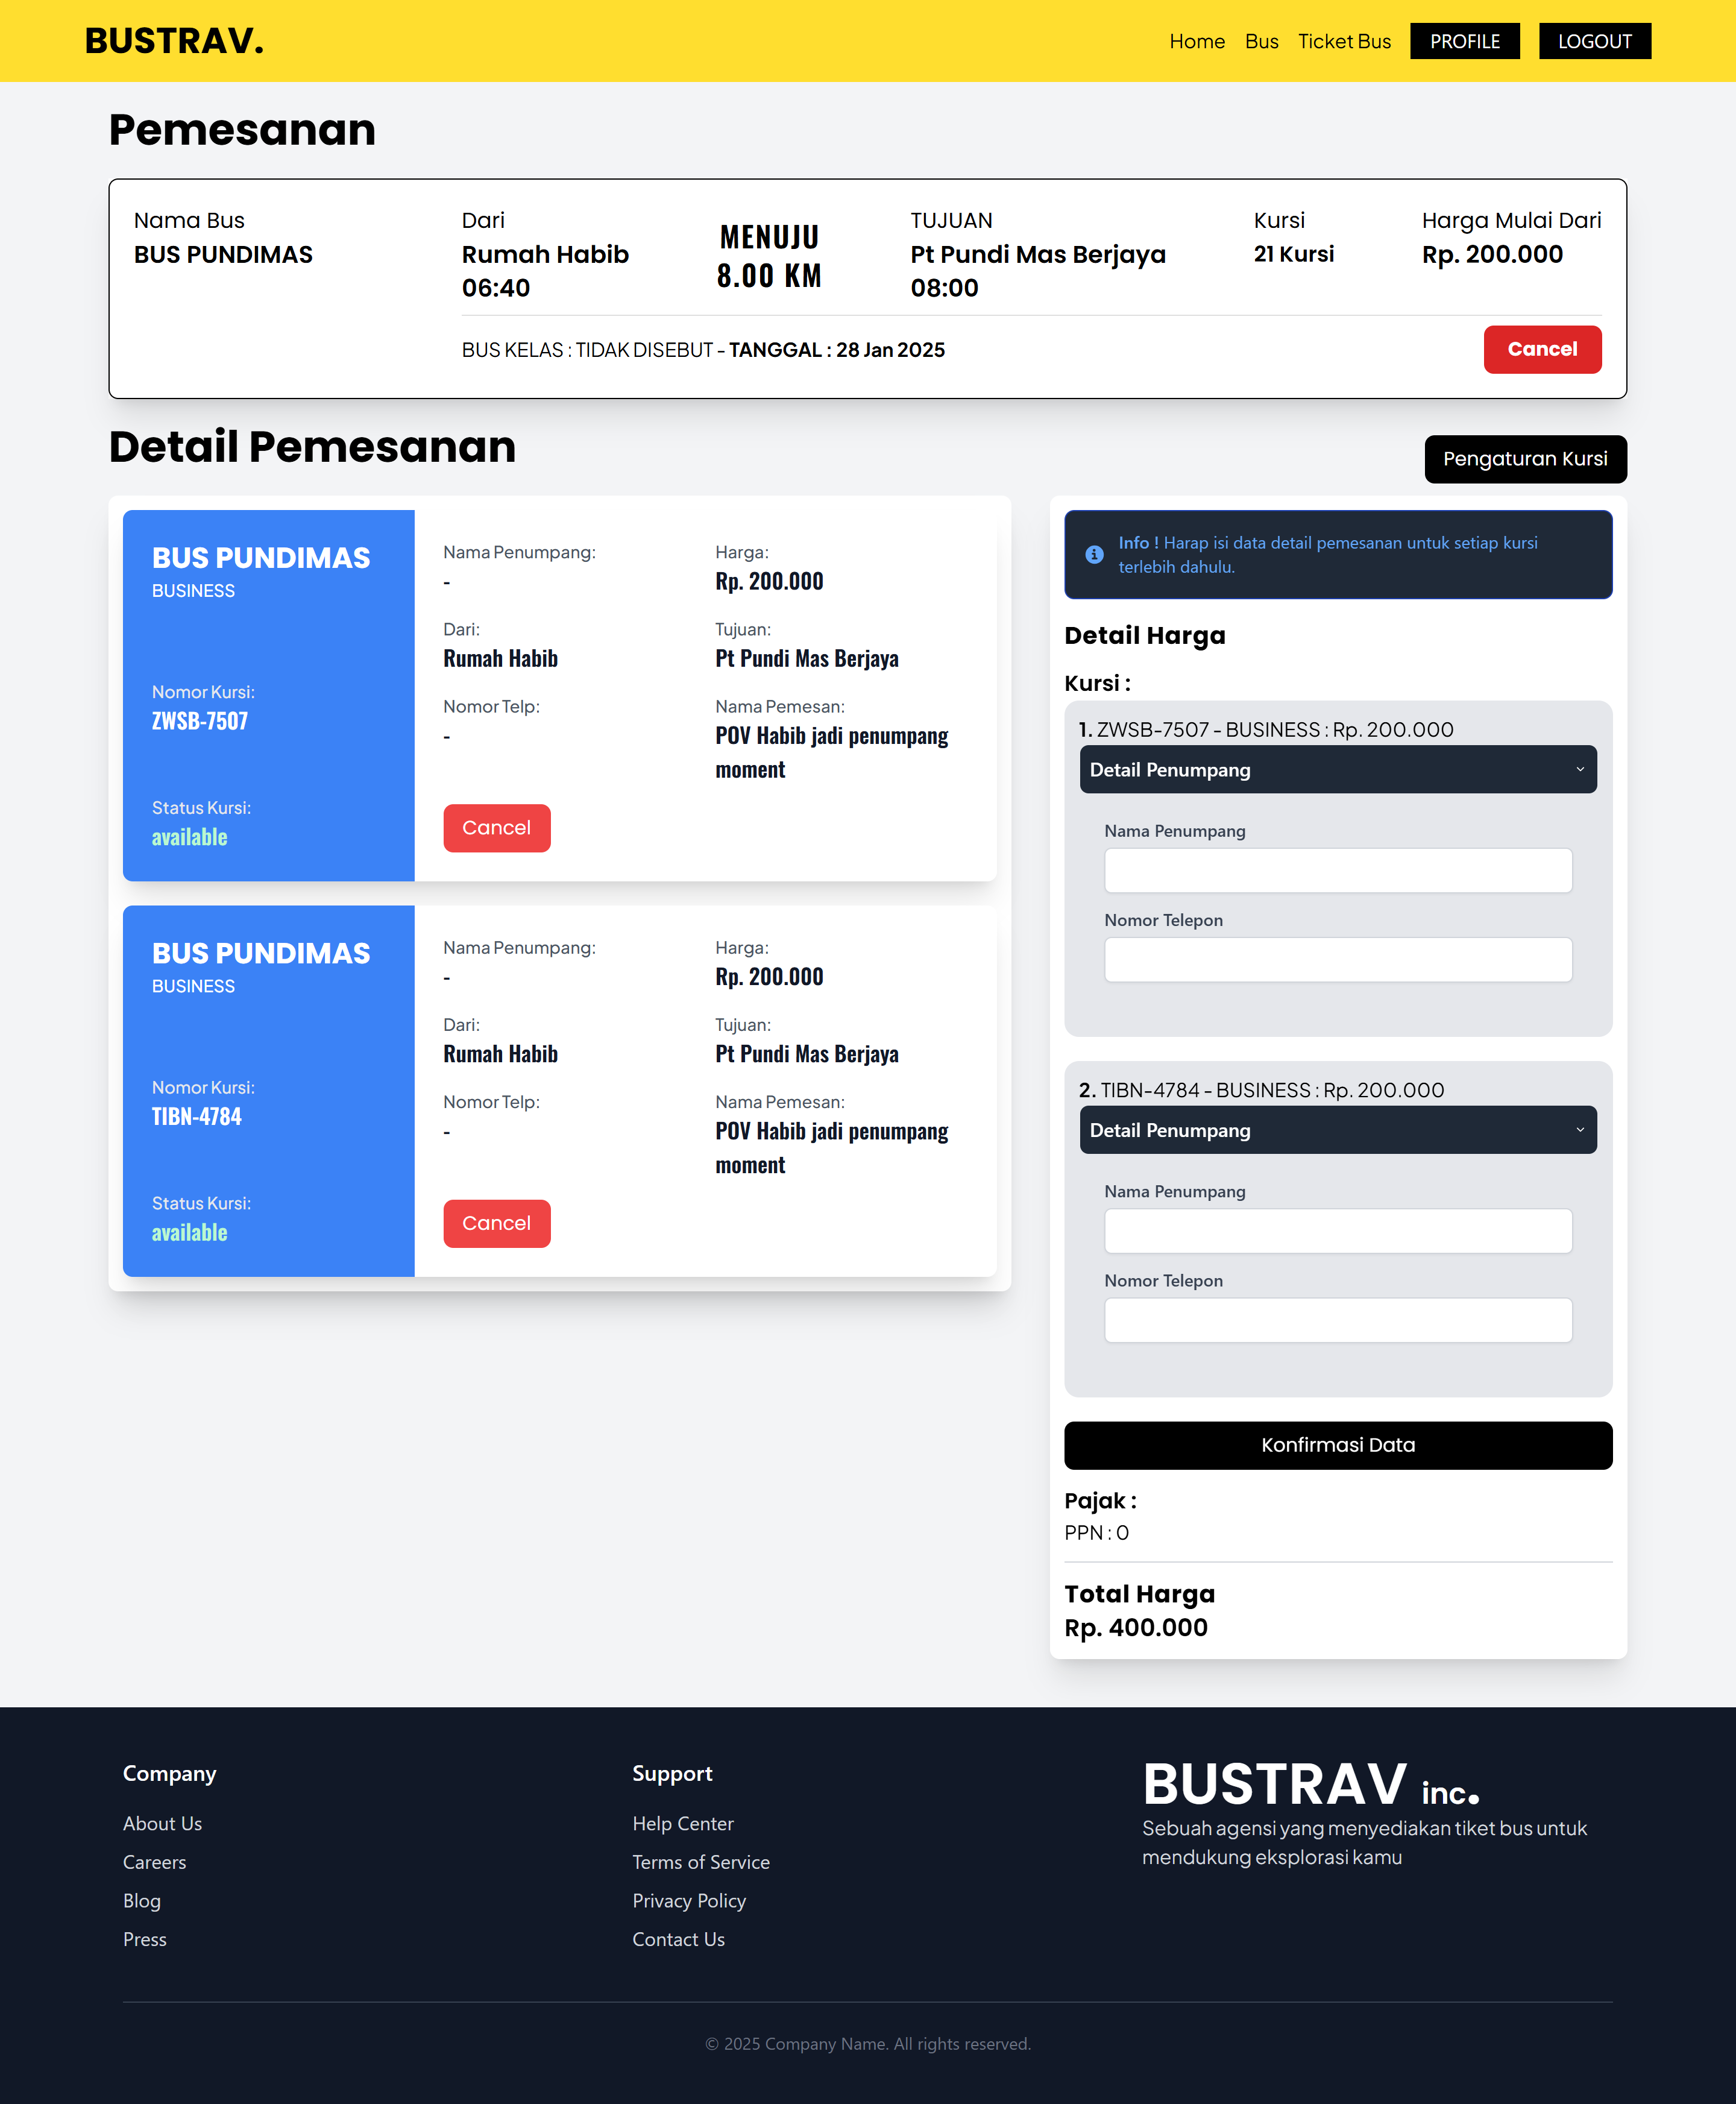 BUSTRAV.
Home Bus Ticket Bus PROFILE LOGOUT
Pemesanan
Nama Bus
BUS PUNDIMAS
Dari
Rumah Habib
06:40
MENUJU
8.00 KM
TUJUAN
Pt Pundi Mas Berjaya
08:00
Kursi
21 Kursi
Harga Mulai Dari
Rp. 200.000
BUS KELAS : TIDAK DISEBUT - TANGGAL : 28 Jan 2025
Cancel
Detail Pemesanan
Pengaturan Kursi
BUS PUNDIMAS
BUSINESS
Nomor Kursi:
ZWSB-7507
Status Kursi:
available
Nama Penumpang:
-
Harga:
Rp. 200.000
Dari:
Rumah Habib
Tujuan:
Pt Pundi Mas Berjaya
Nomor Telp:
-
Nama Pemesan:
POV Habib jadi penumpang
moment
Cancel
BUS PUNDIMAS
BUSINESS
Nomor Kursi:
TIBN-4784
Status Kursi:
available
Nama Penumpang:
-
Harga:
Rp. 200.000
Dari:
Rumah Habib
Tujuan:
Pt Pundi Mas Berjaya
Nomor Telp:
-
Nama Pemesan:
POV Habib jadi penumpang
moment
Cancel
Info ! Harap isi data detail pemesanan untuk setiap kursi
terlebih dahulu.
Detail Harga
Kursi :
1. ZWSB-7507 - BUSINESS : Rp. 200.000
Detail Penumpang
Nama Penumpang
Nomor Telepon
2. TIBN-4784 - BUSINESS : Rp. 200.000
Detail Penumpang
Nama Penumpang
Nomor Telepon
Konfirmasi Data
Pajak :
PPN : 0
Total Harga
Rp. 400.000
Company
About Us
Careers
Blog
Press
Support
Help Center
Terms of Service
Privacy Policy
Contact Us
BUSTRAV inc.
Sebuah agensi yang menyediakan tiket bus untuk
mendukung eksplorasi kamu
© 2025 Company Name. All rights reserved.